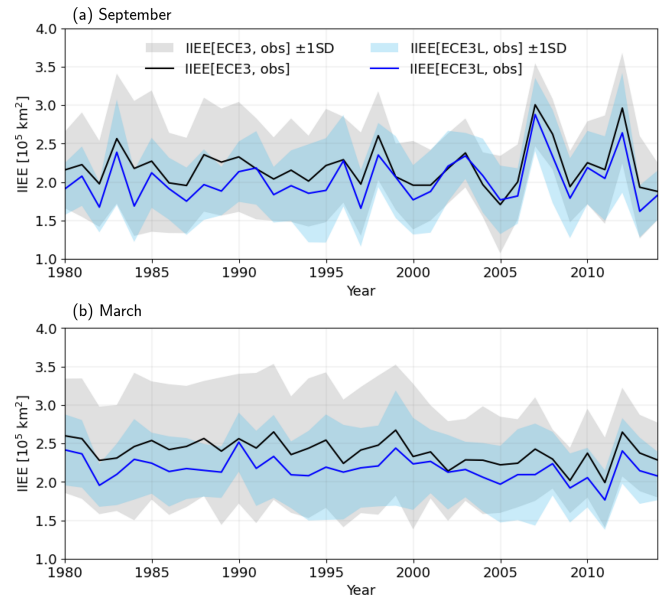 (a) September
4.0
3.5
3.0
2.5
2.0
1.5
1.0
IIEE [10⁵ km²]
IIEE[ECE3, obs] ±1SD
IIEE[ECE3L, obs] ±1SD
IIEE[ECE3, obs]
IIEE[ECE3L, obs]
1980 1985 1990 1995 2000 2005 2010
Year
(b) March
4.0
3.5
3.0
2.5
2.0
1.5
1.0
IIEE [10⁵ km²]
1980 1985 1990 1995 2000 2005 2010
Year